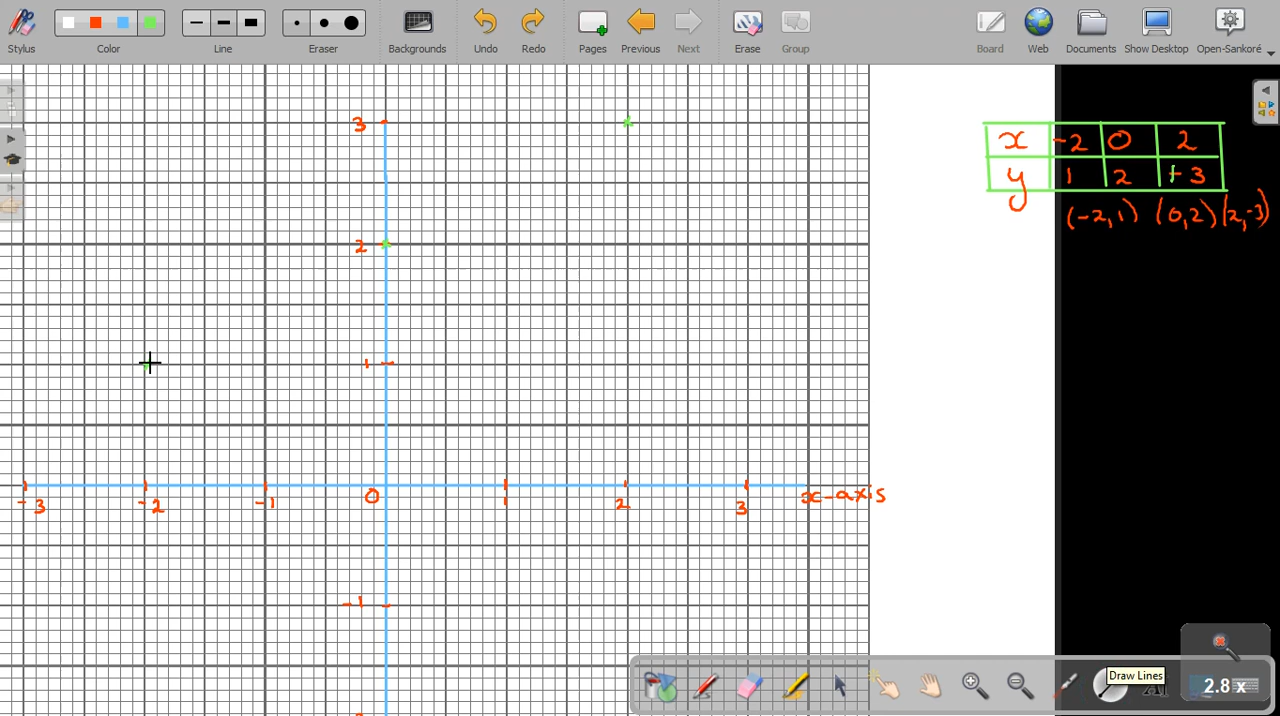 Stylus Color Line Eraser Backgrounds Undo Redo Pages Previous Next Erase Group Board Web Documents Show Desktop Open-Sankoré
3
x -2 0 2
y 1 2 +3
(-2,1) (0,2) (2,-3)
2
1
-3 -2 -1 0 1 2 3 x-axis
-1
Draw Lines
2.8 x